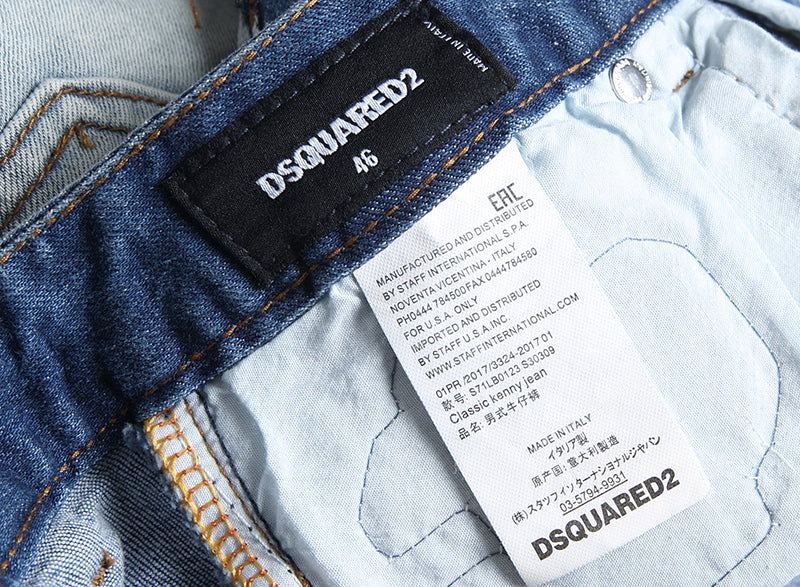 MADE IN ITALY
DSQUARED2
46
EAC
MANUFACTURED AND DISTRIBUTED
BY STAFF INTERNATIONAL S.P.A.
NOVENTA VICENTINA - ITALY
PH0444 784500FAX0444784580
FOR U.S.A. ONLY
IMPORTED AND DISTRIBUTED
BY STAFF U.S.A.INC.
WWW.STAFFINTERNATIONAL.COM
01PR/2017/3324-2017 01
款号: S71LB0123 S30309
Classic kenny jean
品名: 男式牛仔裤
MADE IN ITALY
イタリア製
原产国: 意大利製造
(株)スタッフィソターナショナルジャパン
03-5794-9931
DSQUARED2